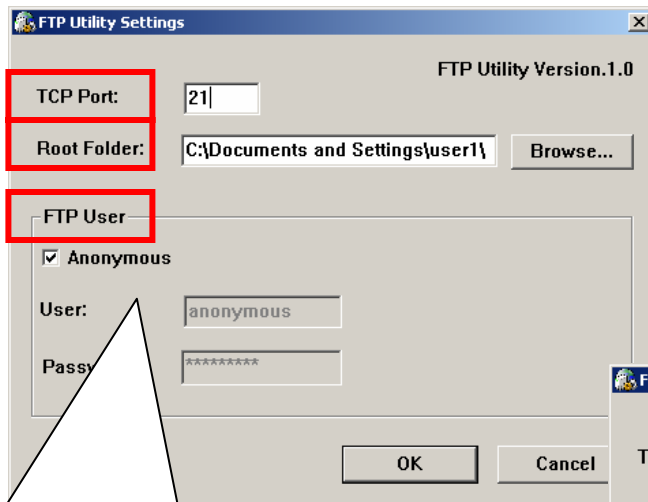 FTP Utility Settings
FTP Utility Version.1.0
TCP Port: 21
Root Folder: C:\Documents and Settings\user1\ Browse...
FTP User
Anonymous
User: anonymous
*********
OK Cancel